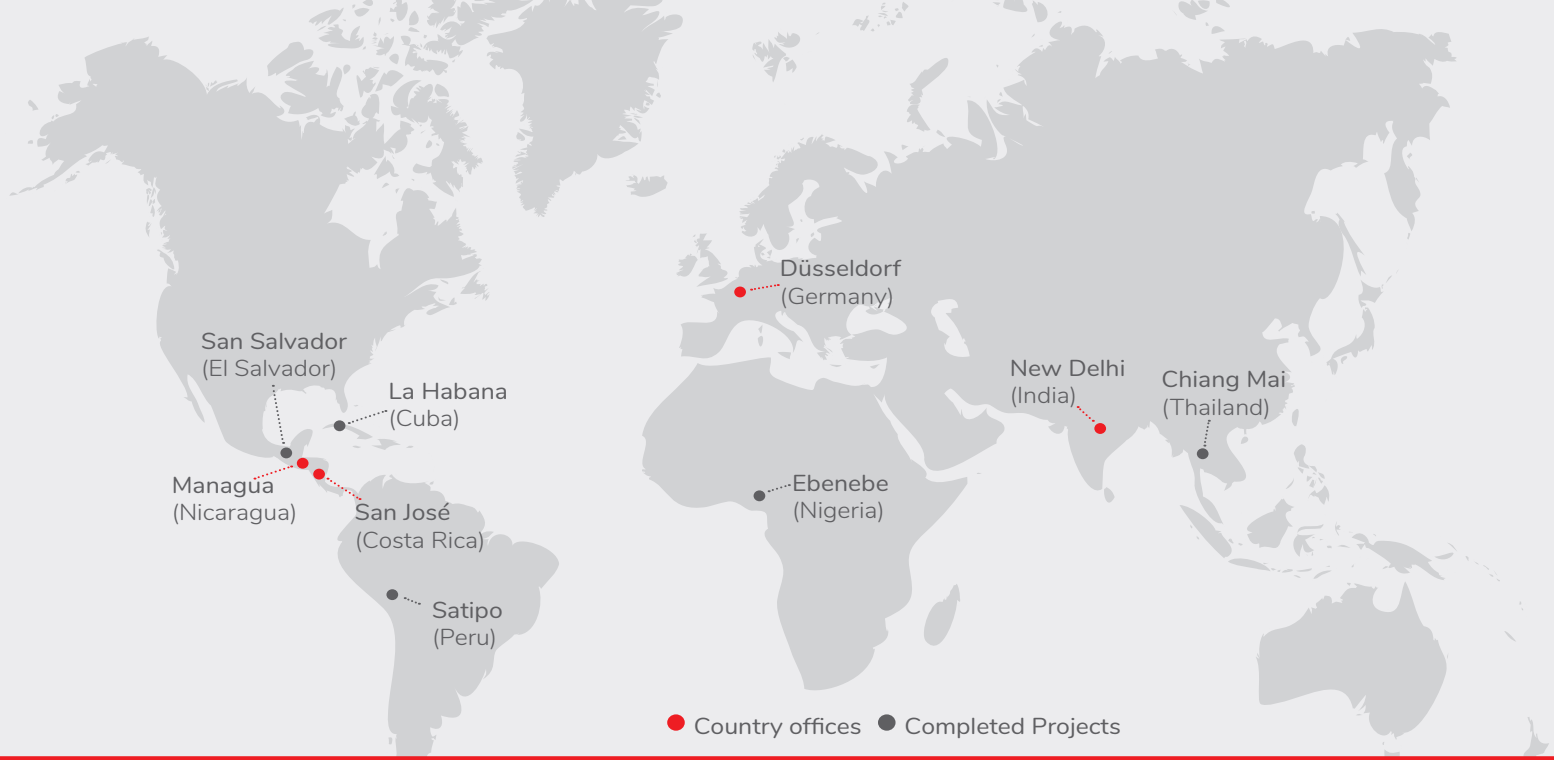 Düsseldorf
(Germany)
San Salvador
(El Salvador)
La Habana
(Cuba)
New Delhi
(India)
Chiang Mai
(Thailand)
Managua
(Nicaragua)
San José
(Costa Rica)
Ebenebe
(Nigeria)
Satipo
(Peru)
Country offices
Completed Projects